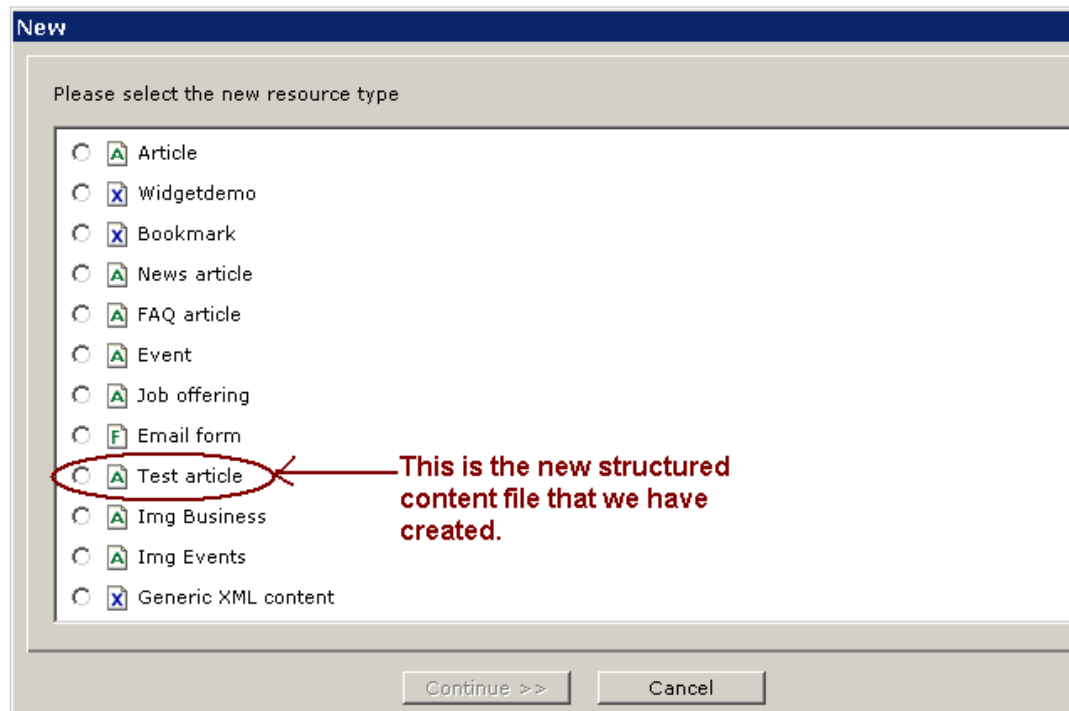 New
Please select the new resource type
A Article
X Widgetdemo
X Bookmark
A News article
A FAQ article
A Event
A Job offering
F Email form
A Test article
This is the new structured
content file that we have
created.
A Img Business
A Img Events
X Generic XML content
Continue >>
Cancel